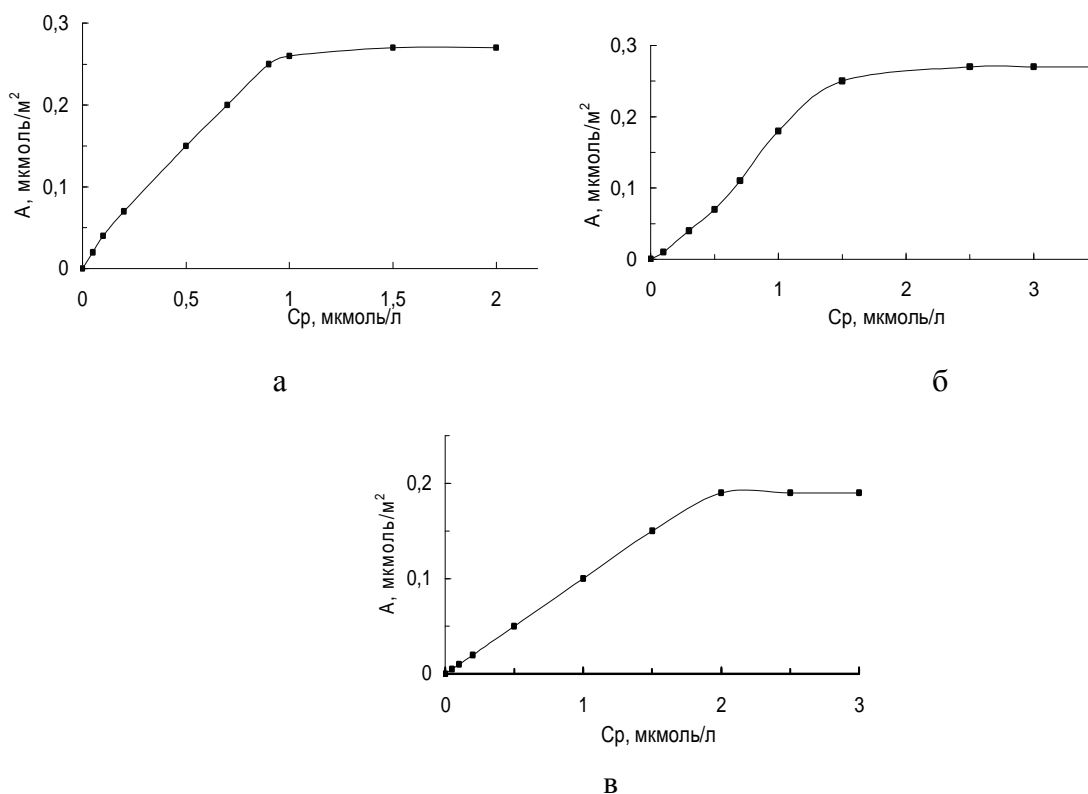 0,3
0,2
0,1
0
А, мкмоль/м²
0 0,5 1 1,5 2
Ср, мкмоль/л
а
0,3
0,2
0,1
0
А, мкмоль/м²
0 1 2 3
Ср, мкмоль/л
б
0,2
0,1
0
А, мкмоль/м²
0 1 2 3
Ср, мкмоль/л
в